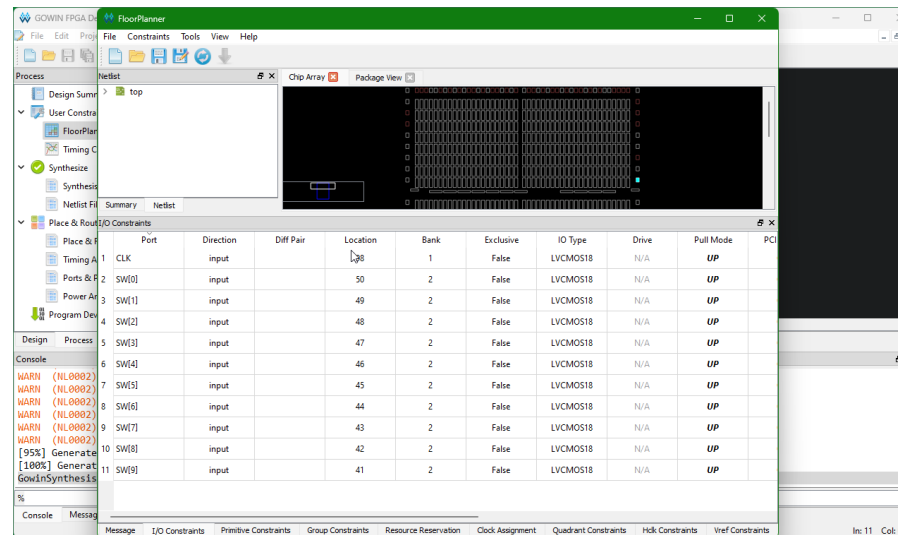 GOWIN FPGA De
FloorPlanner
File Edit Proje
File Constraints Tools View Help
Process
Netlist
Chip Array
Package View
top
Design Summ
User Constra
FloorPlan
Timing C
Synthesize
Synthesis
Netlist Fil
Summary Netlist
Place & Rout
I/O Constraints
Place & R
Timing A
Ports & P
Power An
Program Dev
Design Process
Port Direction Diff Pair Location Bank Exclusive IO Type Drive Pull Mode PCI
1 CLK input 1 False LVCMOS18 N/A UP
2 SW[0] input 50 2 False LVCMOS18 N/A UP
3 SW[1] input 49 2 False LVCMOS18 N/A UP
4 SW[2] input 48 2 False LVCMOS18 N/A UP
5 SW[3] input 47 2 False LVCMOS18 N/A UP
6 SW[4] input 46 2 False LVCMOS18 N/A UP
7 SW[5] input 45 2 False LVCMOS18 N/A UP
8 SW[6] input 44 2 False LVCMOS18 N/A UP
9 SW[7] input 43 2 False LVCMOS18 N/A UP
10 SW[8] input 42 2 False LVCMOS18 N/A UP
11 SW[9] input 41 2 False LVCMOS18 N/A UP
Console
WARN (NL0002)
WARN (NL0002)
WARN (NL0002)
WARN (NL0002)
WARN (NL0002)
WARN (NL0002)
[95%] Generate
[100%] Generat
GowinSynthesis
%
Console Messag
Message I/O Constraints Primitive Constraints Group Constraints Resource Reservation Clock Assignment Quadrant Constraints Hclk Constraints Vref Constraints
In: 11 Col: